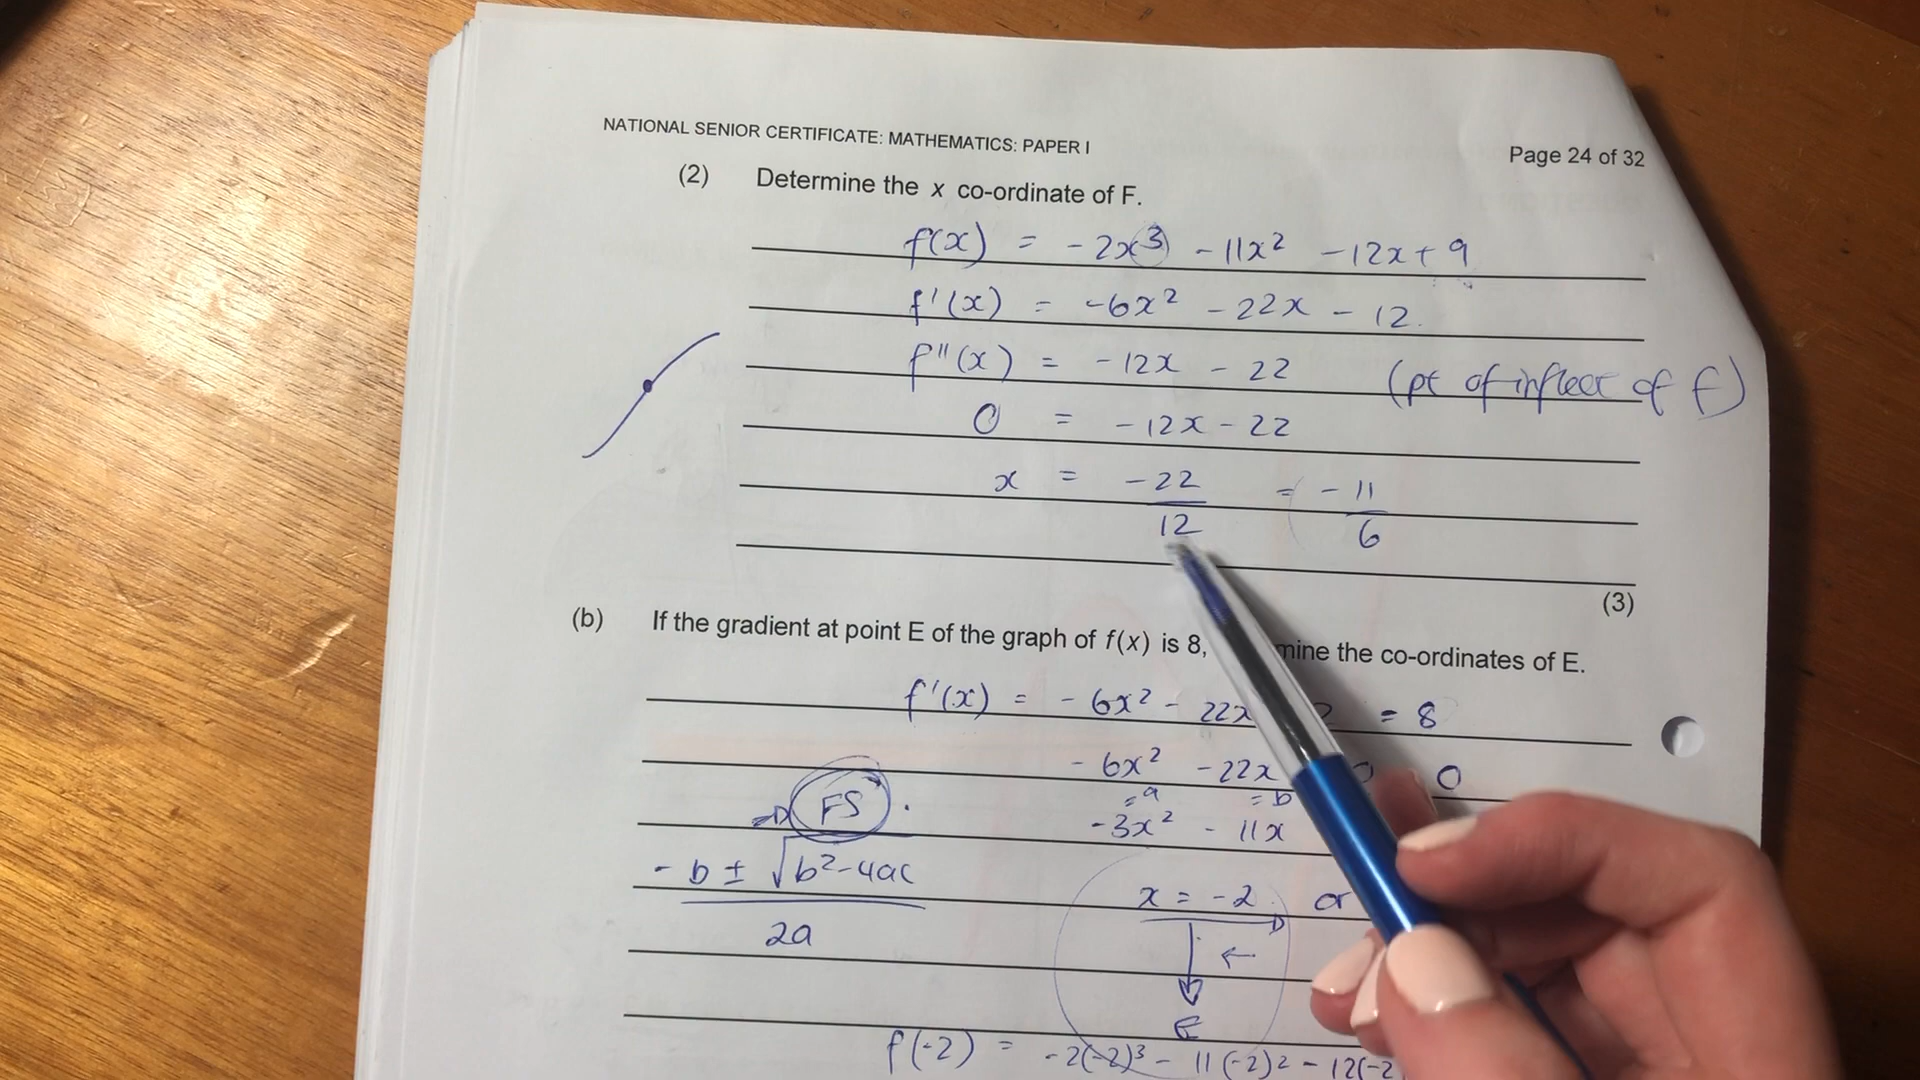 NATIONAL SENIOR CERTIFICATE: MATHEMATICS: PAPER I
Page 24 of 32
(2) Determine the x co-ordinate of F.
f(x) = -2x³ - 11x² - 12x + 9
f'(x) = -6x² - 22x - 12.
f''(x) = -12x - 22 (pt of inflect of f)
0 = -12x - 22
x = -22/12 = -11/6
(3)
(b) If the gradient at point E of the graph of f(x) is 8, mine the co-ordinates of E.
f'(x) = -6x² - 22x 2 = 8
-6x² - 22x 0
= a = b
-3x² - 11x
FS.
-b ± √b²-4ac
2a
x = -2 or
E
f(-2) = -2(-2)³ - 11(-2)² - 12(-2